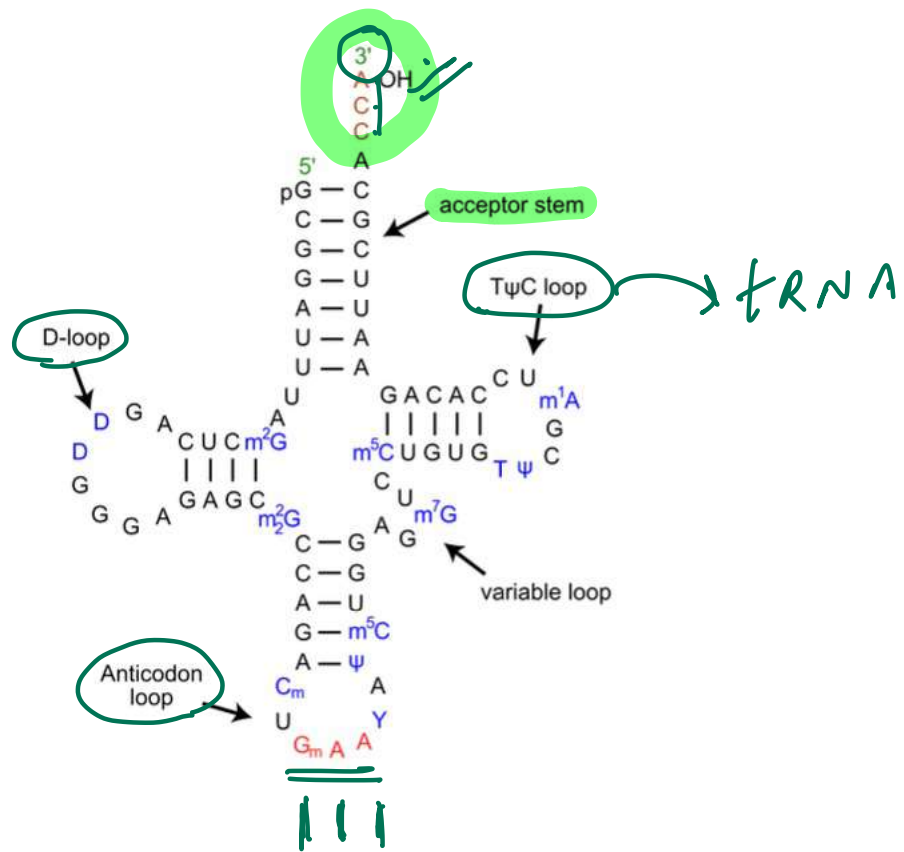 3'
A OH
C
C
5' A
pG — C
C — G
G — C
G — U
A — U
U — A
U — A
acceptor stem
TψC loop
tRNA
D-loop
D D G A C U C m²G A U
D G G G A G A G C m²₂G
G A C A C C U m¹A G C
m⁵C U G U G T ψ
C U m⁷G
A G
variable loop
C — G
C — G
A — U
G — m⁵C
A — ψ
Cm A
U Y
Gm A A
Anticodon
loop